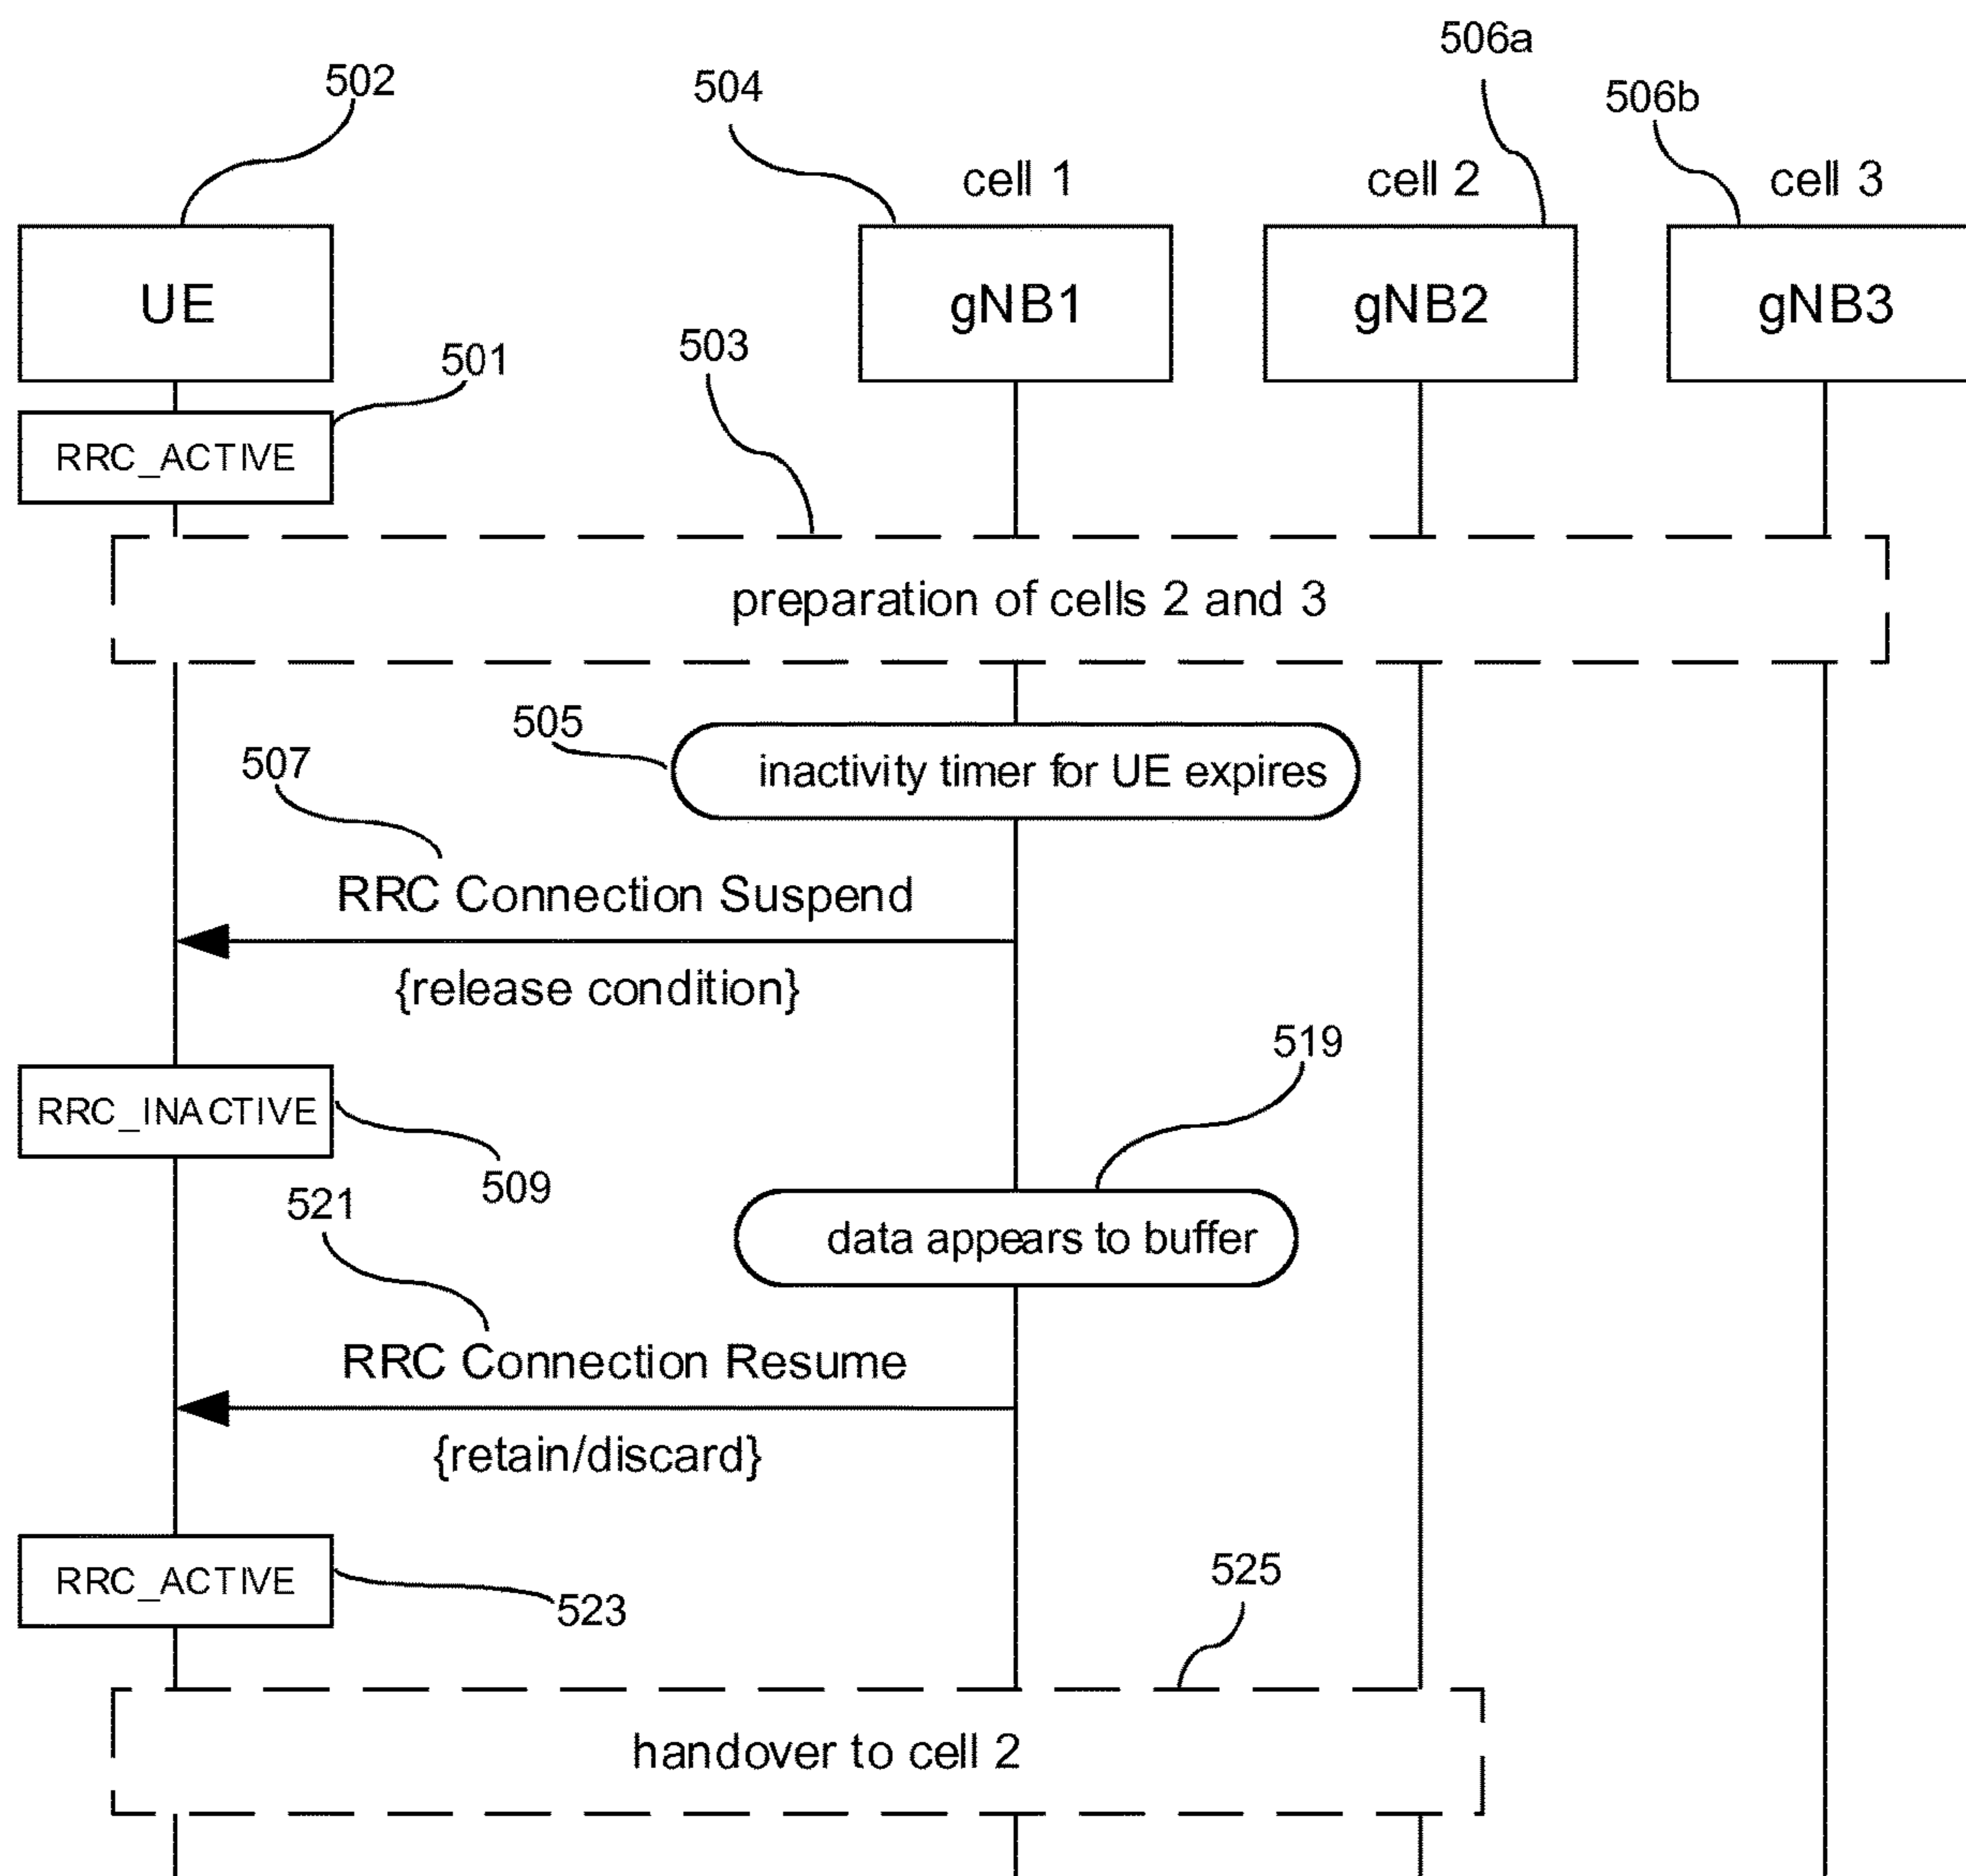 506a
502
504
506b
cell 1
cell 2
cell 3
UE
gNB1
gNB2
gNB3
501
503
RRC_ACTIVE
preparation of cells 2 and 3
505
507
inactivity timer for UE expires
RRC Connection Suspend
{release condition}
519
RRC_INACTIVE
509
521
data appears to buffer
RRC Connection Resume
{retain/discard}
525
RRC_ACTIVE
523
handover to cell 2